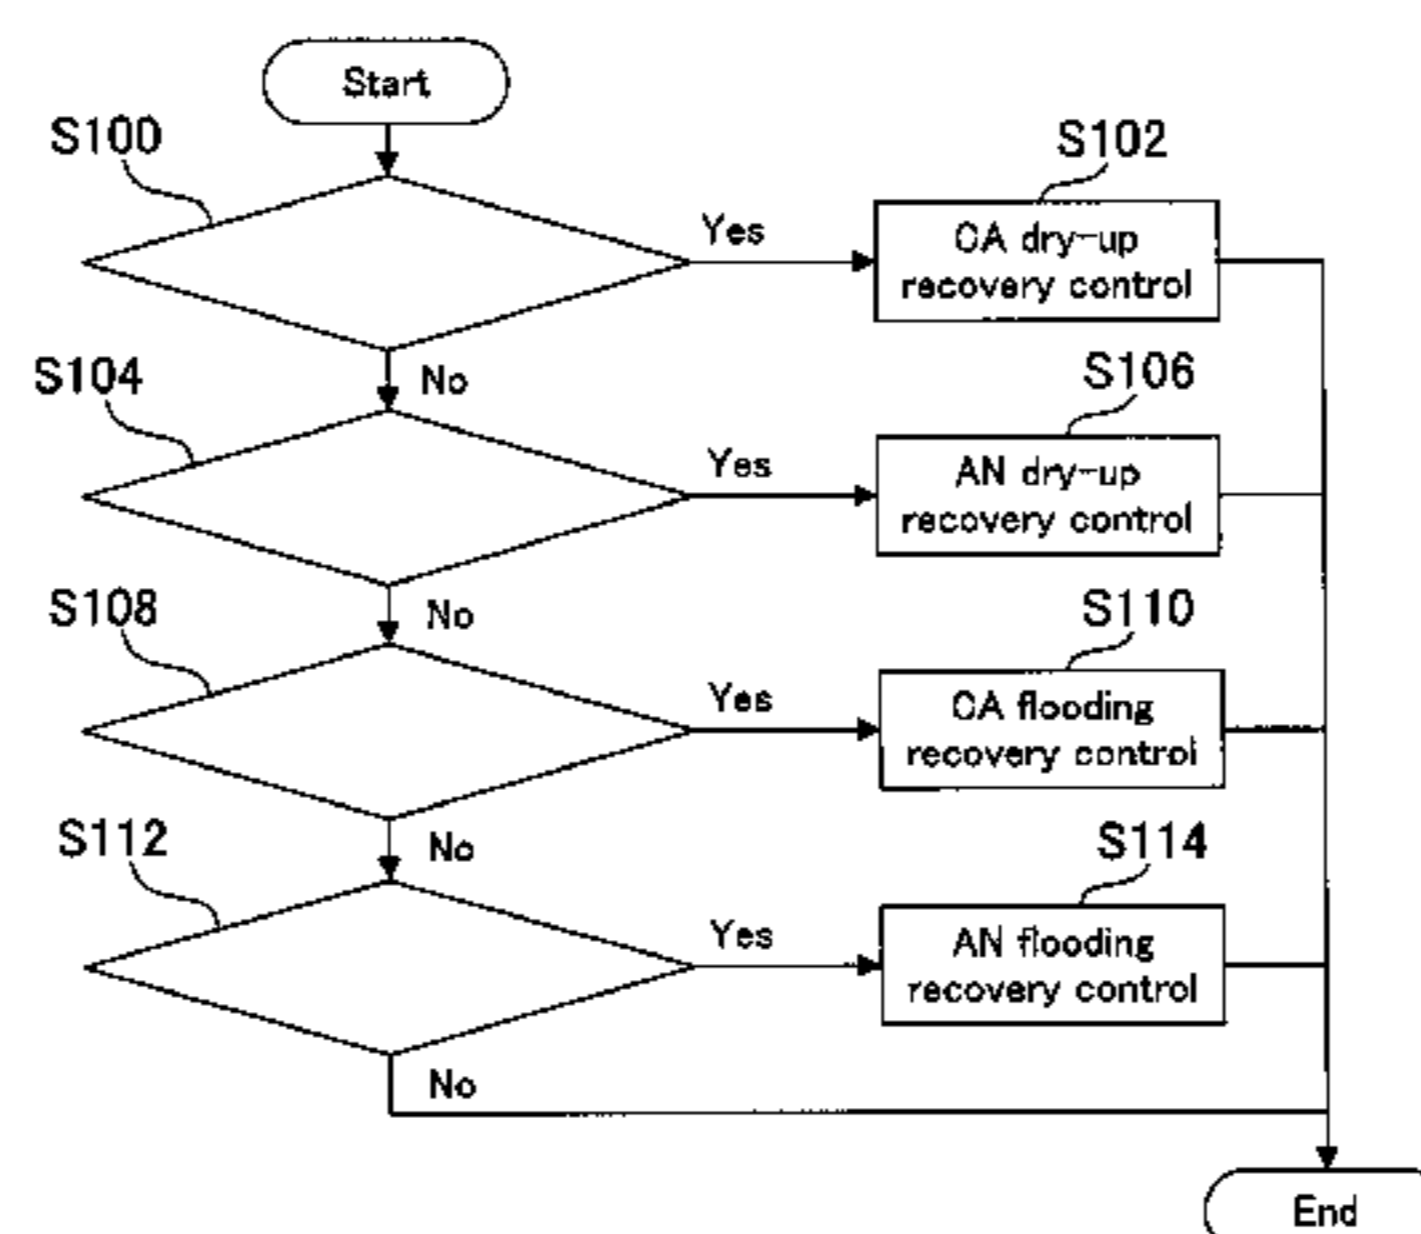 Start
S100
S102
Yes
CA dry-up
recovery control
No
S104
S106
Yes
AN dry-up
recovery control
No
S108
S110
Yes
CA flooding
recovery control
No
S112
S114
Yes
AN flooding
recovery control
No
End